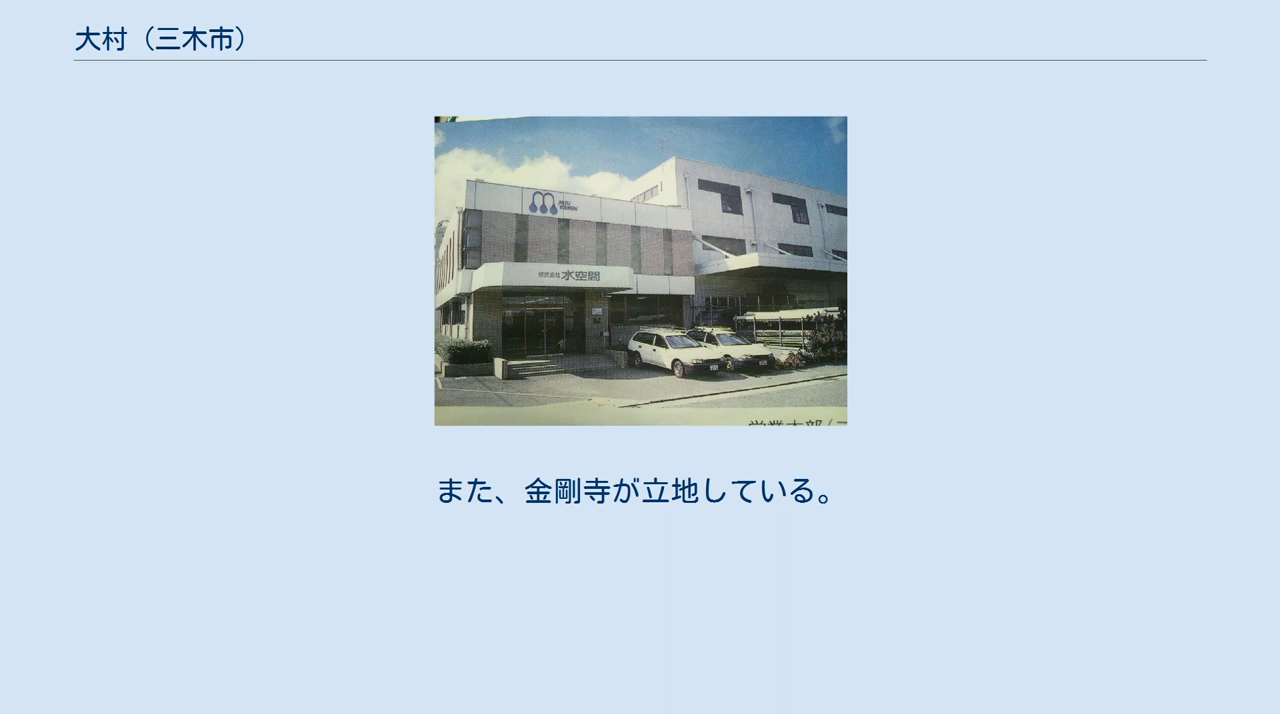 大村（三木市）
株式会社 水空間
また、金剛寺が立地している。